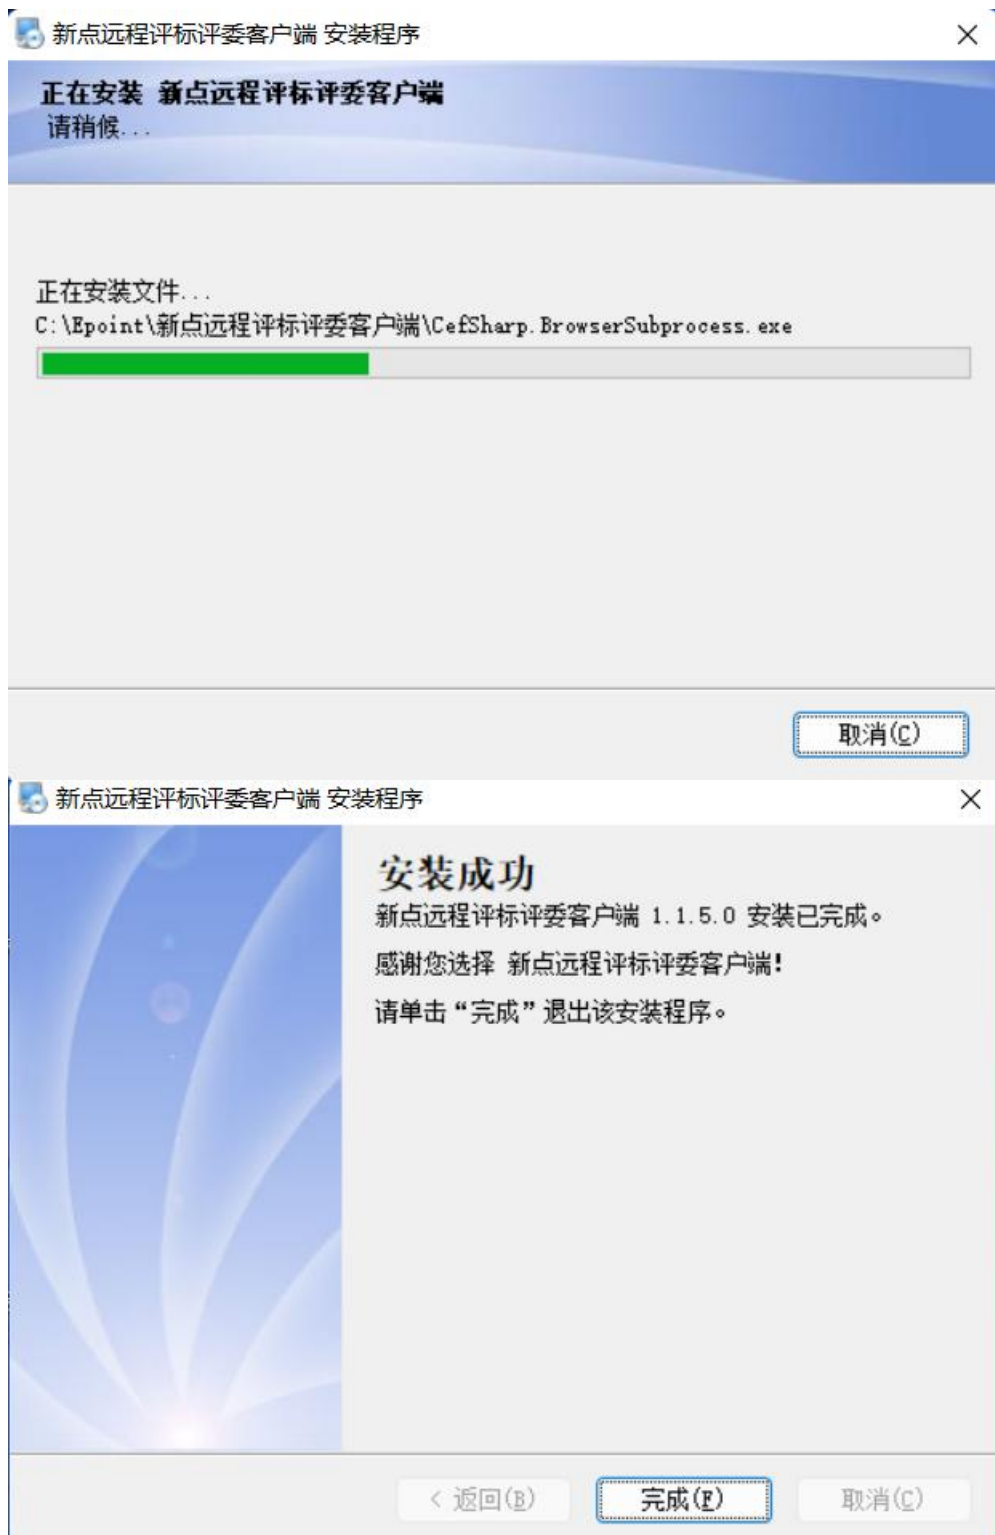 新点远程评标评委客户端 安装程序
正在安装 新点远程评标评委客户端
请稍候...
正在安装文件...
C:\Epoint\新点远程评标评委客户端\CefSharp.BrowserSubprocess.exe
取消(C)
新点远程评标评委客户端 安装程序
安装成功
新点远程评标评委客户端 1.1.5.0 安装已完成。
感谢您选择 新点远程评标评委客户端!
请单击“完成”退出该安装程序。
< 返回(B) 完成(F) 取消(C)